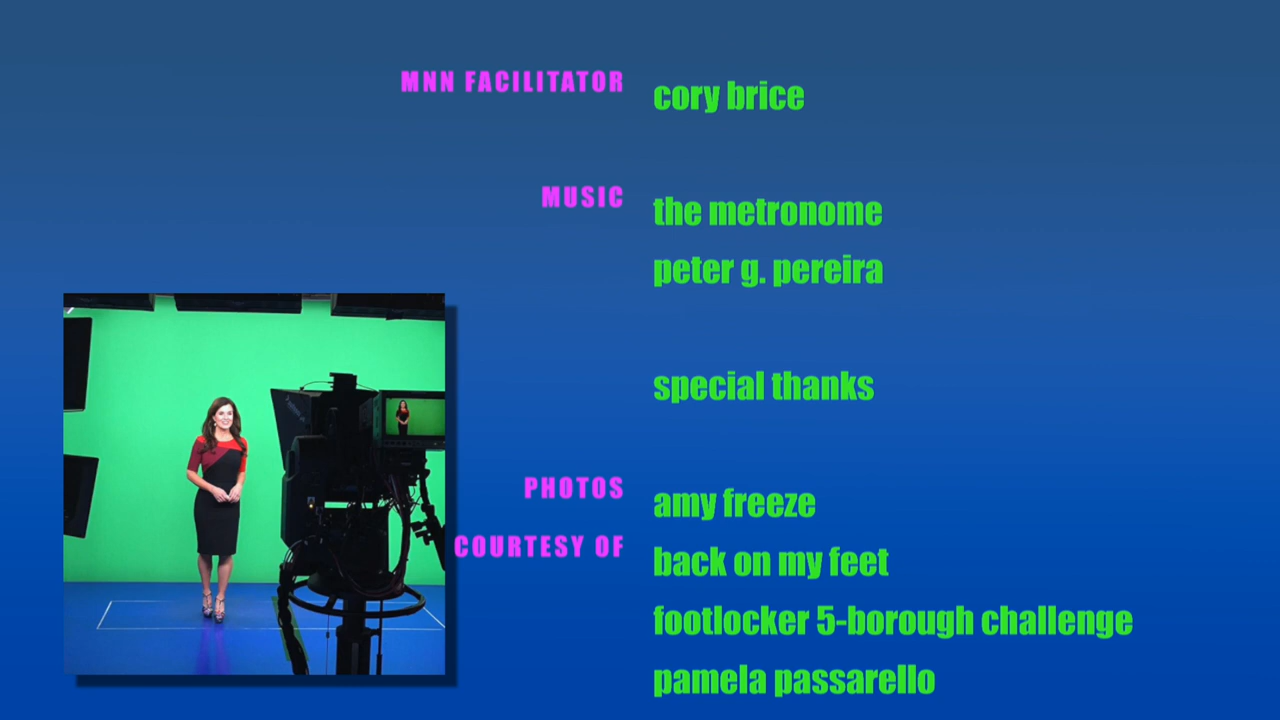 MNN FACILITATOR cory brice
MUSIC the metronome
peter g. pereira
special thanks
PHOTOS amy freeze
COURTESY OF back on my feet
footlocker 5-borough challenge
pamela passarello